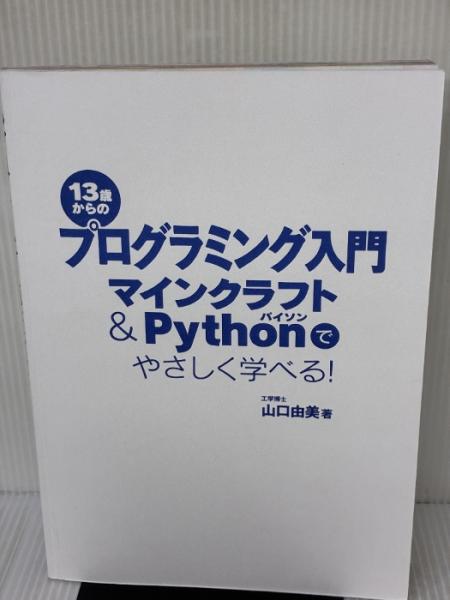 13歳
からの
プログラミング入門
マインクラフト
パイソン
&Pythonで
やさしく学べる!
工学博士
山口由美 著